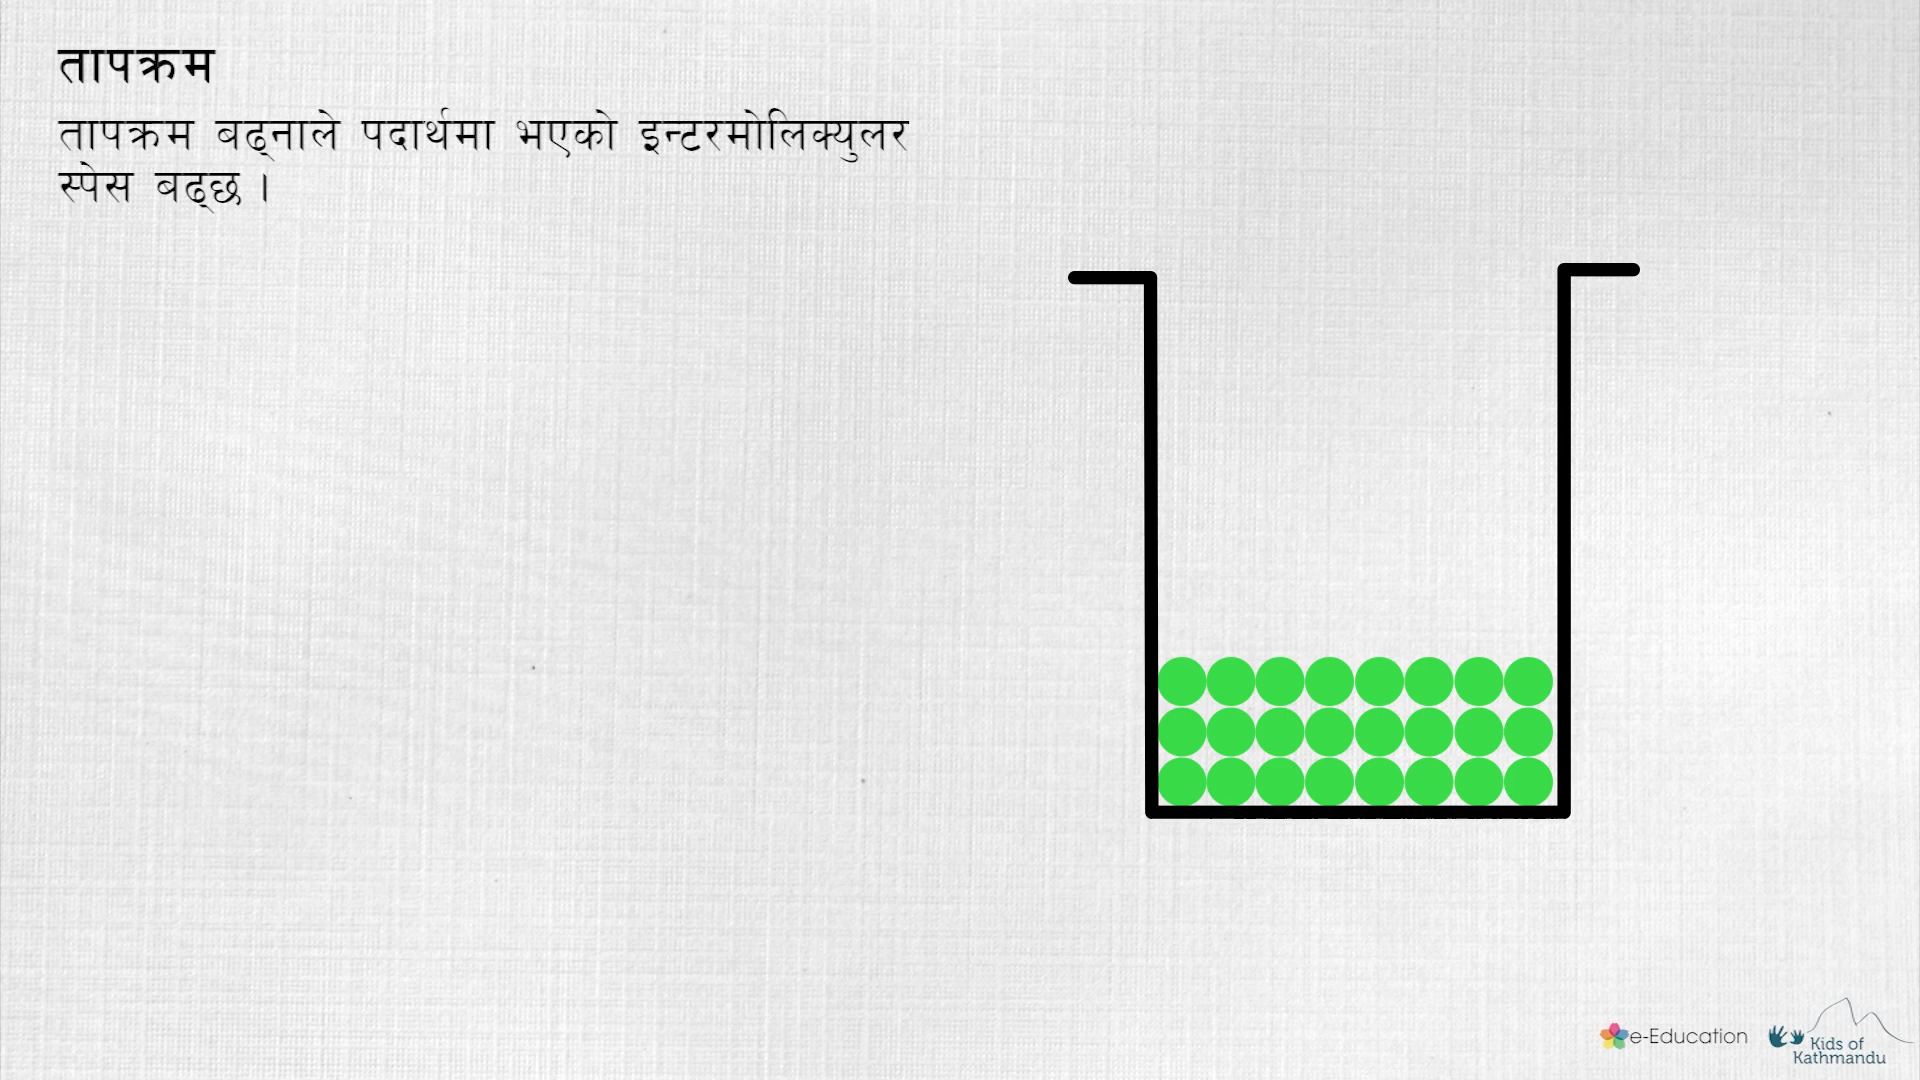 तापक्रम
तापक्रम बढ्नाले पदार्थमा भएको इन्टरमोलिक्युलर
स्पेस बढ्छ ।
e-Education
Kids of
Kathmandu